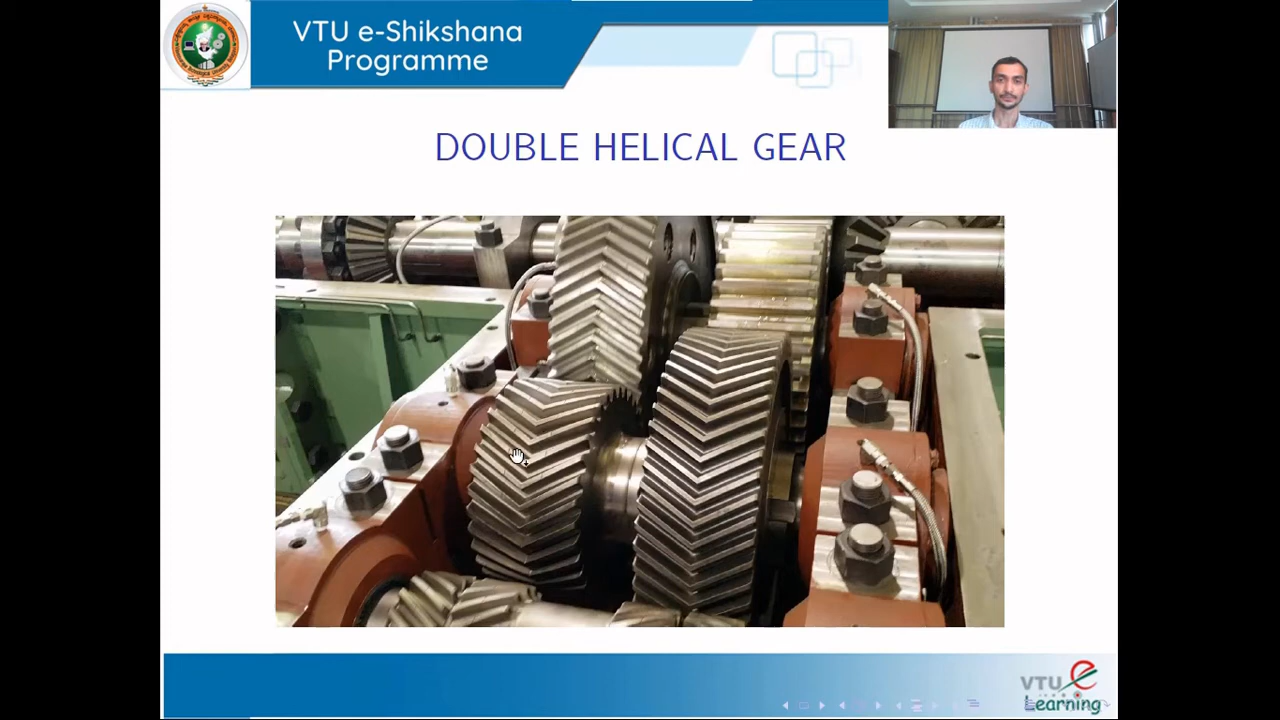 VTU e-Shikshana
Programme
DOUBLE HELICAL GEAR
VTU
Learning